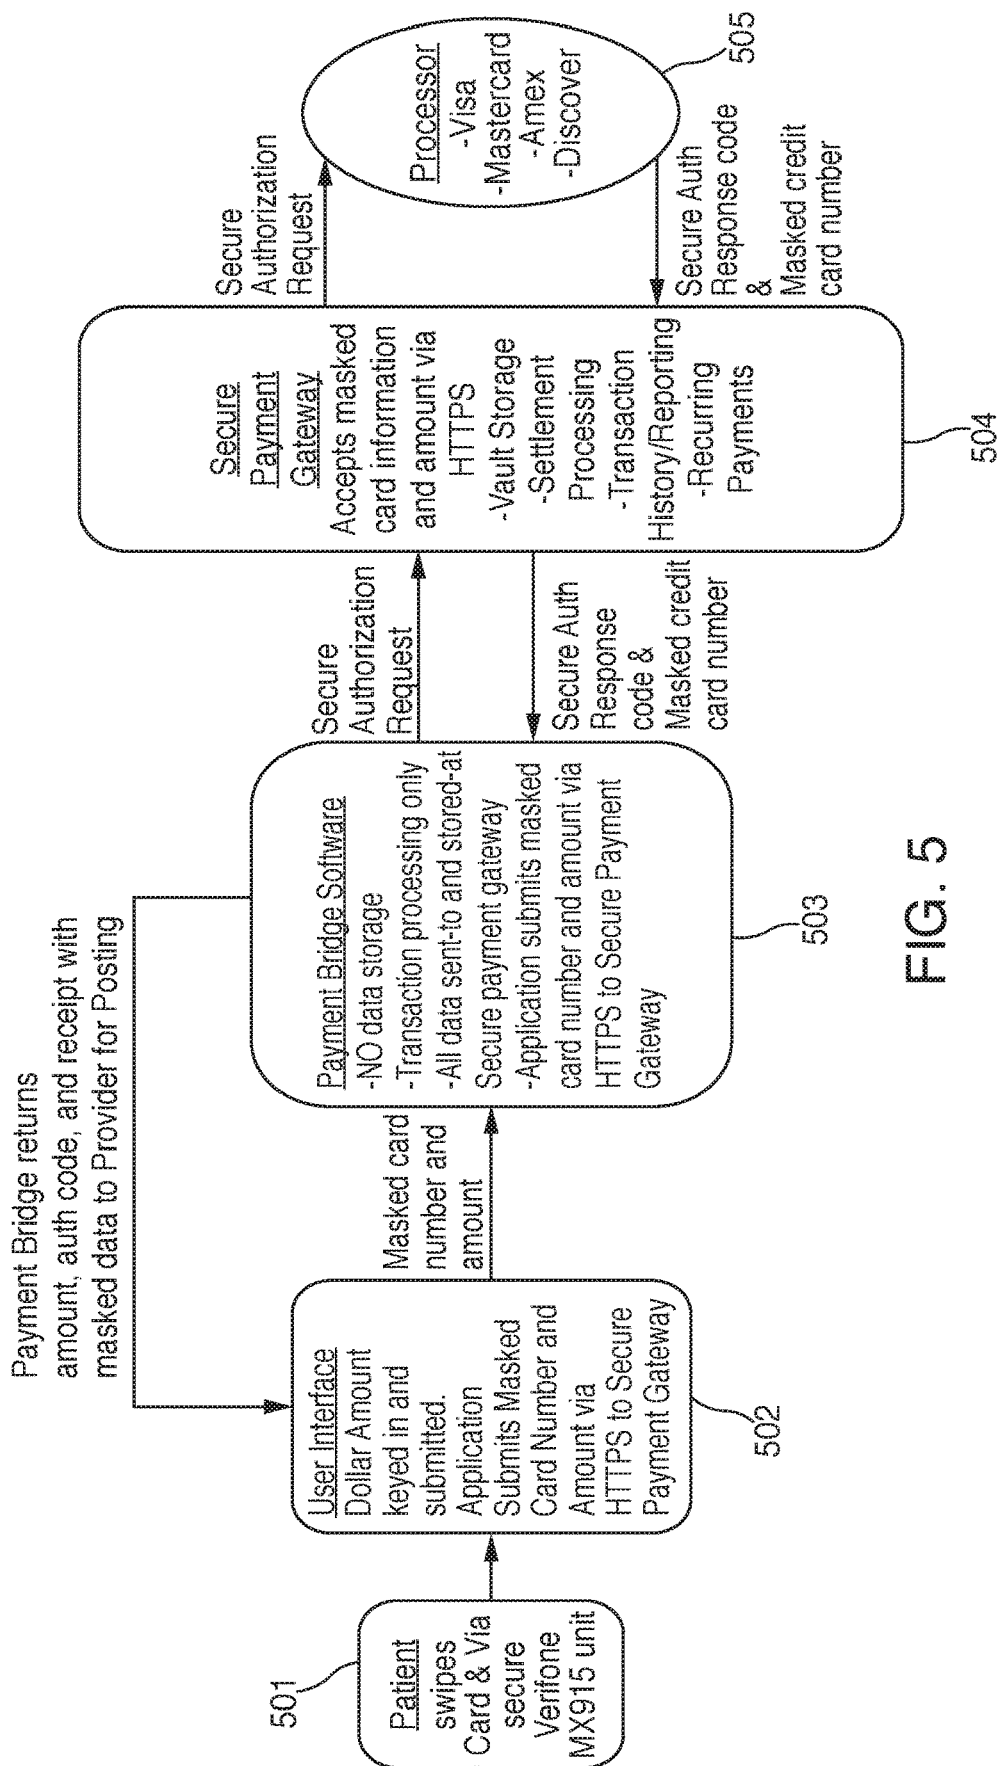 Payment Bridge returns
amount, auth code, and receipt with
masked data to Provider for Posting
501
Patient
swipes
Card & Via
secure
Verifone
MX915 unit
User Interface
Dollar Amount
keyed in and
submitted.
Application
Submits Masked
Card Number and
Amount via
HTTPS to Secure
Payment Gateway
502
Masked card
number and
amount
Payment Bridge Software
-NO data storage
-Transaction processing only
-All data sent-to and stored-at
Secure payment gateway
-Application submits masked
card number and amount via
HTTPS to Secure Payment
Gateway
503
Secure
Authorization
Request
Secure Auth
Response
code &
Masked credit
card number
Secure
Payment
Gateway
Accepts masked
card information
and amount via
HTTPS
-Vault Storage
-Settlement
Processing
-Transaction
History/Reporting
-Recurring
Payments
504
Secure
Authorization
Request
Secure Auth
Response code
&
Masked credit
card number
Processor
-Visa
-Mastercard
-Amex
-Discover
505
FIG. 5